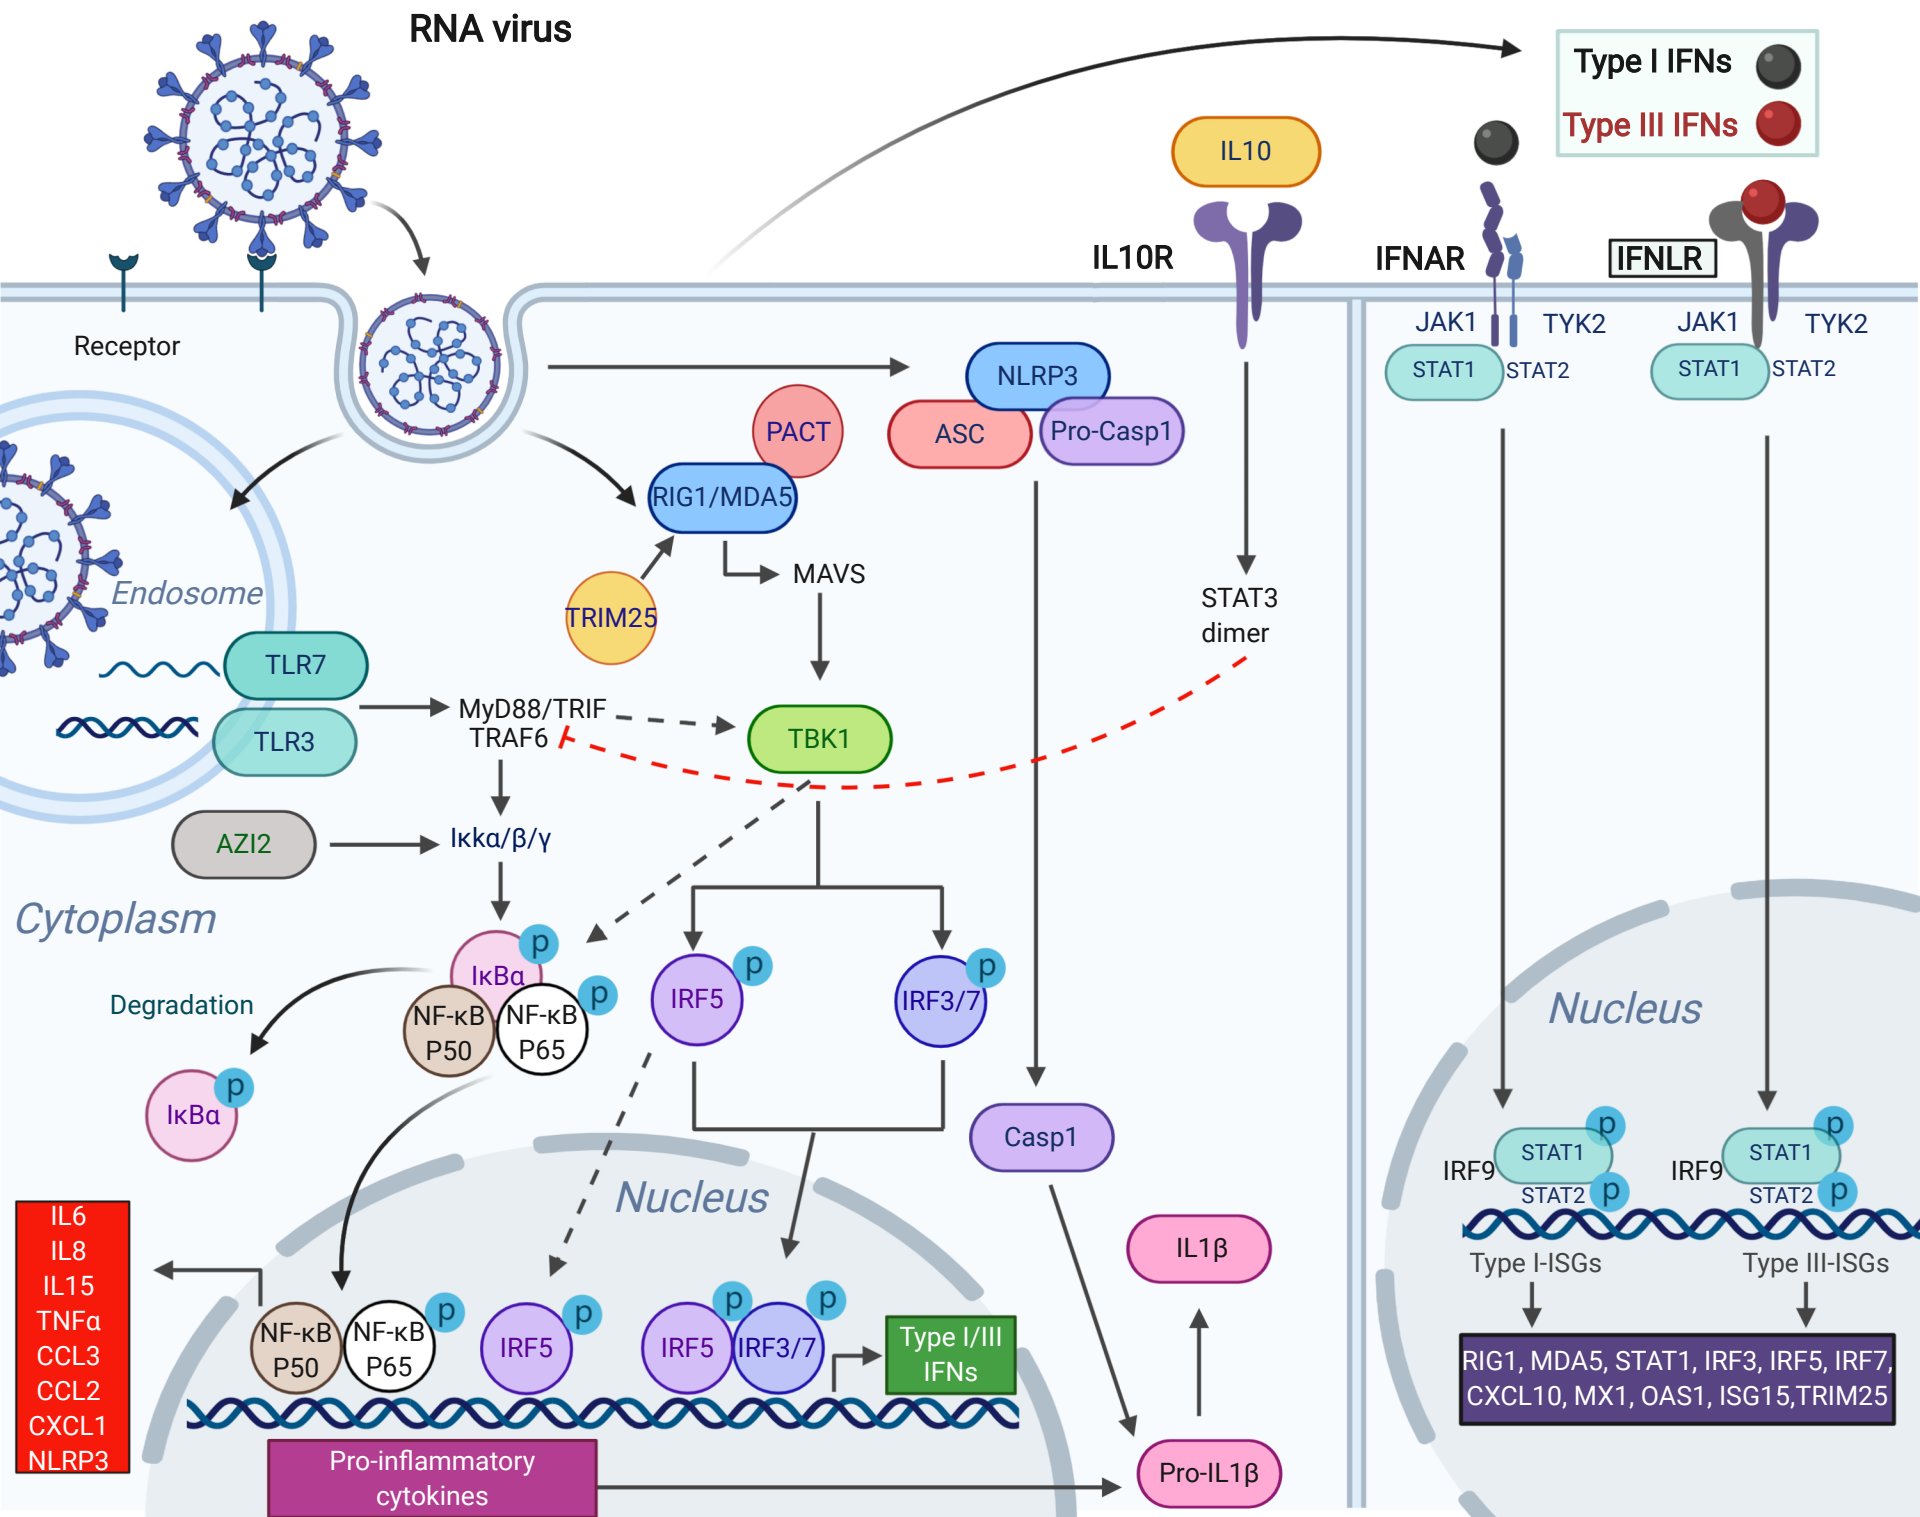 RNA virus
Type I IFNs
Type III IFNs
IL10
IL10R
IFNAR
IFNLR
Receptor
JAK1
TYK2
STAT1
STAT2
JAK1
TYK2
STAT1
STAT2
NLRP3
ASC
Pro-Casp1
PACT
RIG1/MDA5
MAVS
TRIM25
Endosome
STAT3
dimer
TLR7
TLR3
MyD88/TRIF
TRAF6
TBK1
AZI2
Iκkα/β/γ
Cytoplasm
p
IκBα
p
NF-κB
P50
NF-κB
P65
p
IRF5
p
IRF3/7
Degradation
p
IκBα
Casp1
Nucleus
Nucleus
p
STAT1
IRF9
STAT2
p
p
STAT1
IRF9
STAT2
p
Type I-ISGs
Type III-ISGs
RIG1, MDA5, STAT1, IRF3, IRF5, IRF7,
CXCL10, MX1, OAS1, ISG15,TRIM25
IL6
IL8
IL15
TNFα
CCL3
CCL2
CXCL1
NLRP3
NF-κB
P50
NF-κB
P65
p
IRF5
p
IRF5
p
IRF3/7
p
Type I/III
IFNs
IL1β
Pro-IL1β
Pro-inflammatory
cytokines